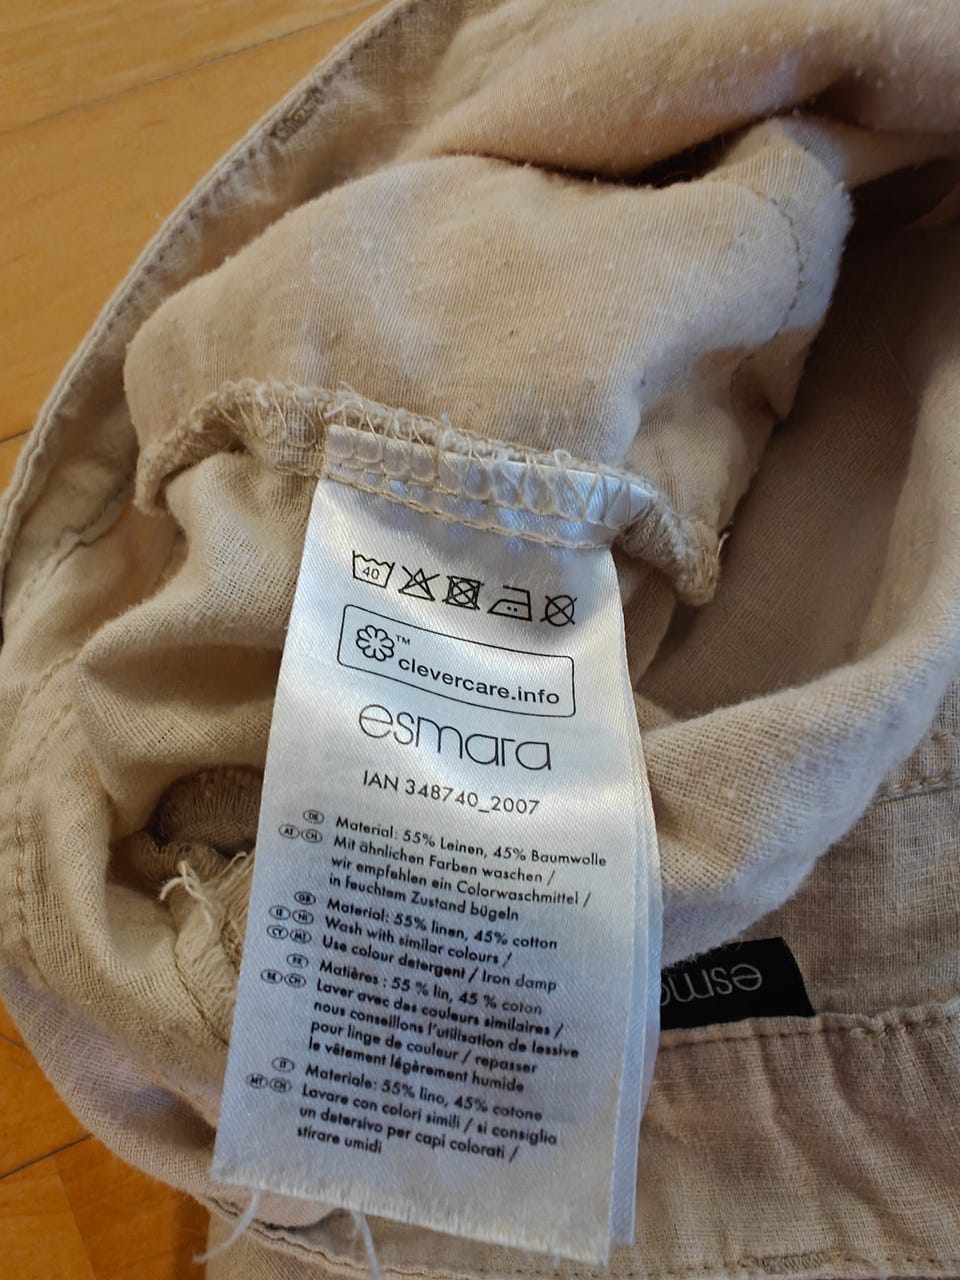 40
clevercare.info
TM
esmara
IAN 348740_2007
DE Material: 55% Leinen, 45% Baumwolle
AT CH Mit ähnlichen Farben waschen /
wir empfehlen ein Colorwaschmittel /
in feuchtem Zustand bügeln
GB Material: 55% linen, 45% cotton
IE NI Wash with similar colours /
CY MT Use colour detergent / Iron damp
FR Matières : 55 % lin, 45 % coton
BE CH Laver avec des couleurs similaires /
nous conseillons l'utilisation de lessive
pour linge de couleur / repasser
le vêtement légèrement humide
IT Materiale: 55% lino, 45% cotone
MT CH Lavare con colori simili / si consiglia
un detersivo per capi colorati /
stirare umidi
esma